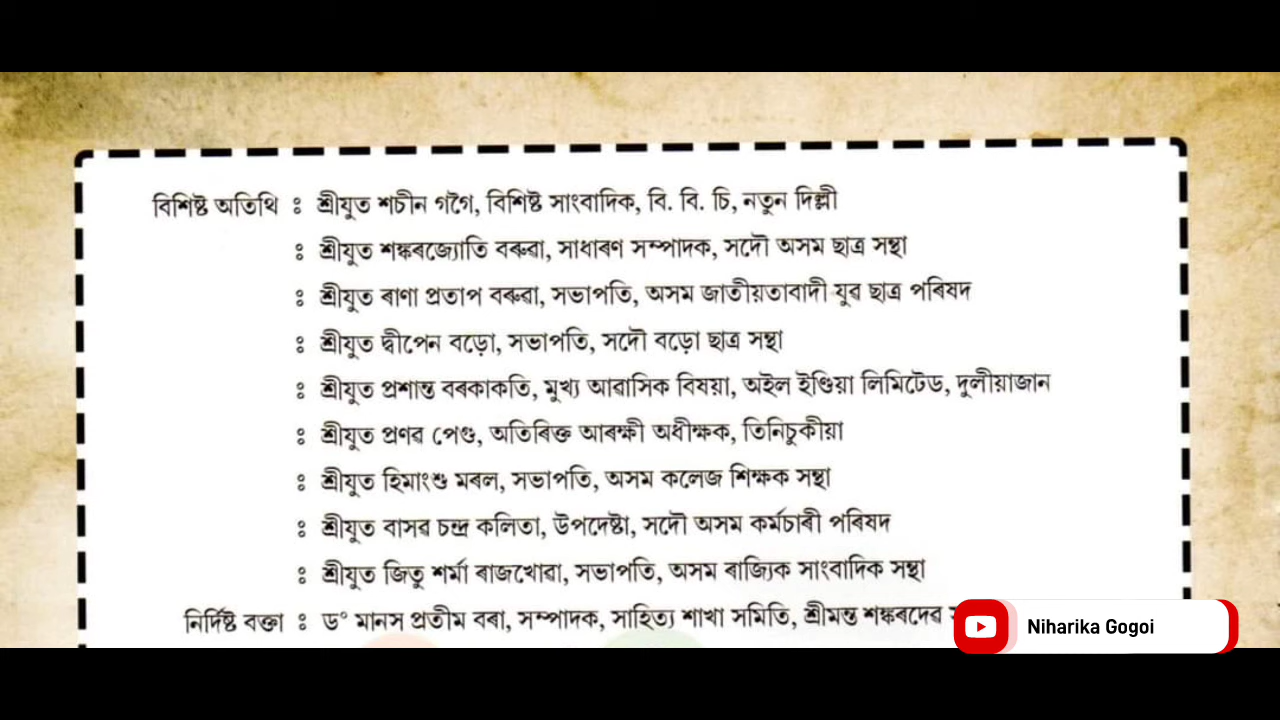 বিশিষ্ট অতিথি ঃ শ্ৰীযুত শচীন গগৈ, বিশিষ্ট সাংবাদিক, বি. বি. চি, নতুন দিল্লী
ঃ শ্ৰীযুত শঙ্কৰজ্যোতি বৰুৱা, সাধাৰণ সম্পাদক, সদৌ অসম ছাত্ৰ সন্থা
ঃ শ্ৰীযুত ৰাণা প্ৰতাপ বৰুৱা, সভাপতি, অসম জাতীয়তাবাদী যুৱ ছাত্ৰ পৰিষদ
ঃ শ্ৰীযুত দ্বীপেন বড়ো, সভাপতি, সদৌ বড়ো ছাত্ৰ সন্থা
ঃ শ্ৰীযুত প্ৰশান্ত বৰকাকতি, মুখ্য আৱাসিক বিষয়া, অইল ইণ্ডিয়া লিমিটেড, দুলীয়াজান
ঃ শ্ৰীযুত প্ৰণৱ পেগু, অতিৰিক্ত আৰক্ষী অধীক্ষক, তিনিচুকীয়া
ঃ শ্ৰীযুত হিমাংশু মৰল, সভাপতি, অসম কলেজ শিক্ষক সন্থা
ঃ শ্ৰীযুত বাসৱ চন্দ্ৰ কলিতা, উপদেষ্টা, সদৌ অসম কৰ্মচাৰী পৰিষদ
ঃ শ্ৰীযুত জিতু শৰ্মা ৰাজখোৱা, সভাপতি, অসম ৰাজ্যিক সাংবাদিক সন্থা
নিৰ্দিষ্ট বক্তা ঃ ড° মানস প্ৰতীম বৰা, সম্পাদক, সাহিত্য শাখা সমিতি, শ্ৰীমন্ত শঙ্কৰদেৱ
Niharika Gogoi